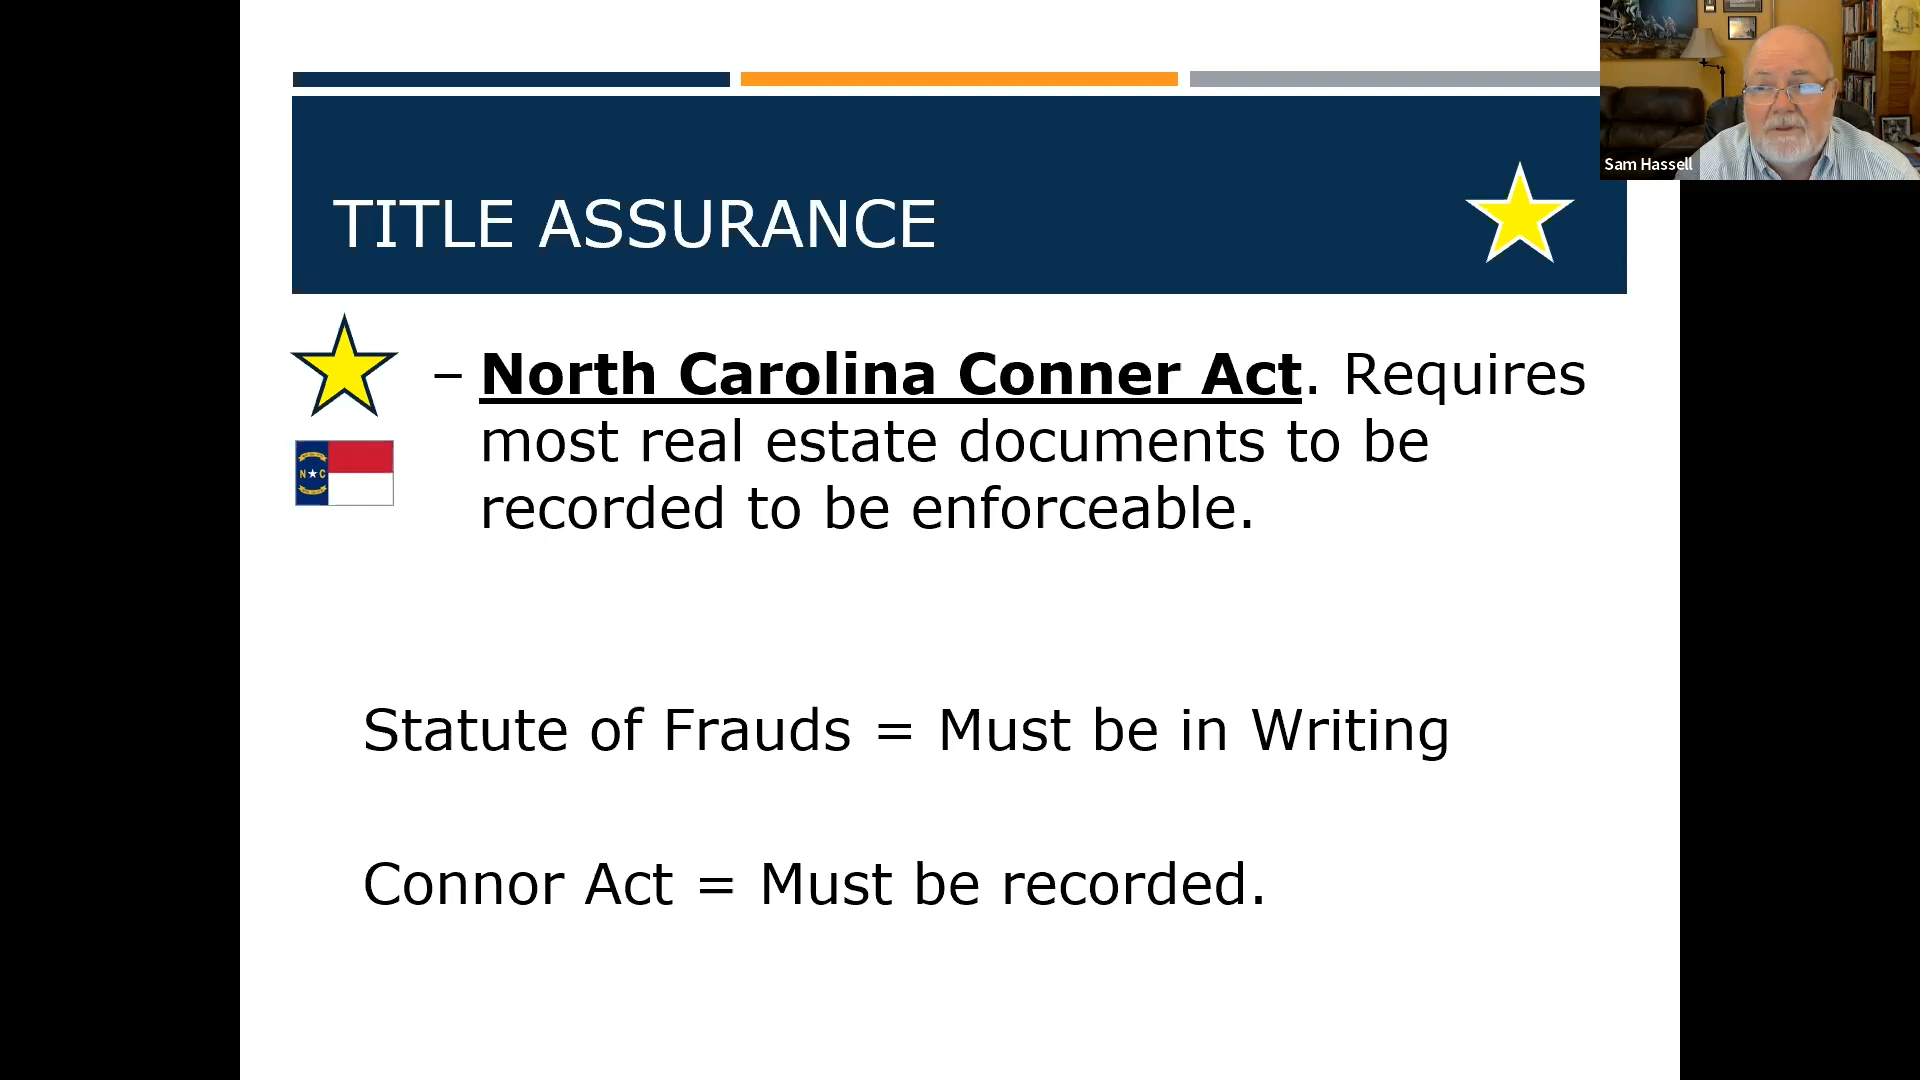 TITLE ASSURANCE
Sam Hassell
– North Carolina Conner Act. Requires
most real estate documents to be
recorded to be enforceable.
N C
Statute of Frauds = Must be in Writing
Connor Act = Must be recorded.